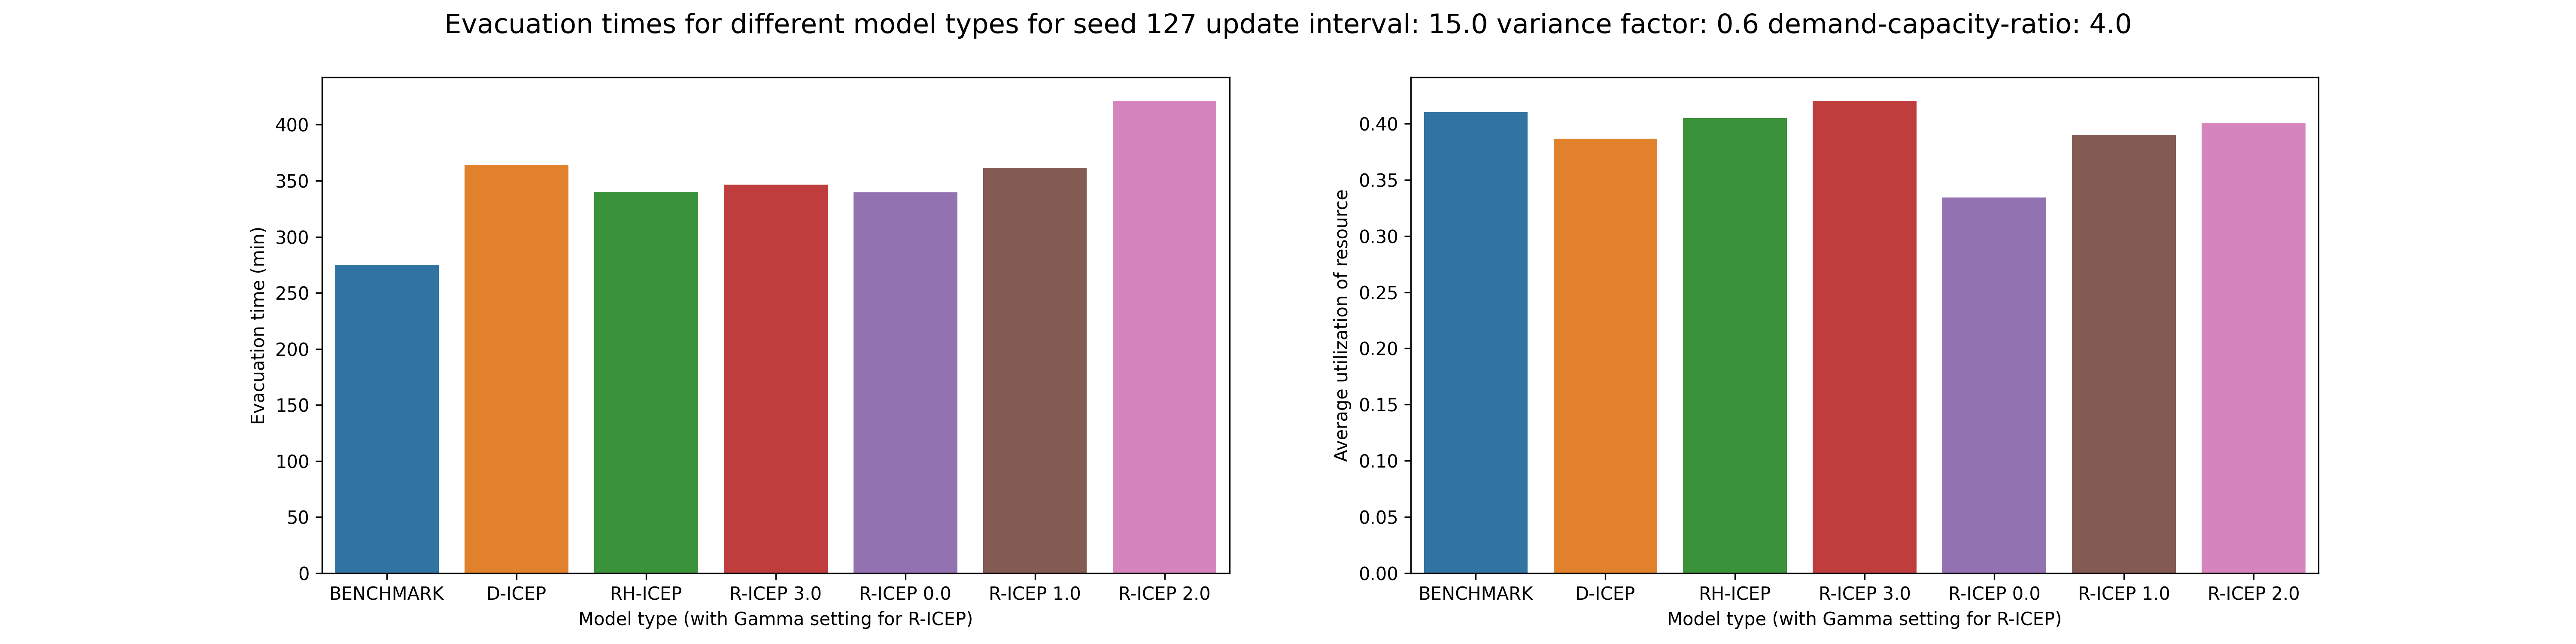 Evacuation times for different model types for seed 127 update interval: 15.0 variance factor: 0.6 demand-capacity-ratio: 4.0
Evacuation time (min)
400
350
300
250
200
150
100
50
0
BENCHMARK D-ICEP RH-ICEP R-ICEP 3.0 R-ICEP 0.0 R-ICEP 1.0 R-ICEP 2.0
Model type (with Gamma setting for R-ICEP)
Average utilization of resource
0.40
0.35
0.30
0.25
0.20
0.15
0.10
0.05
0.00
BENCHMARK D-ICEP RH-ICEP R-ICEP 3.0 R-ICEP 0.0 R-ICEP 1.0 R-ICEP 2.0
Model type (with Gamma setting for R-ICEP)